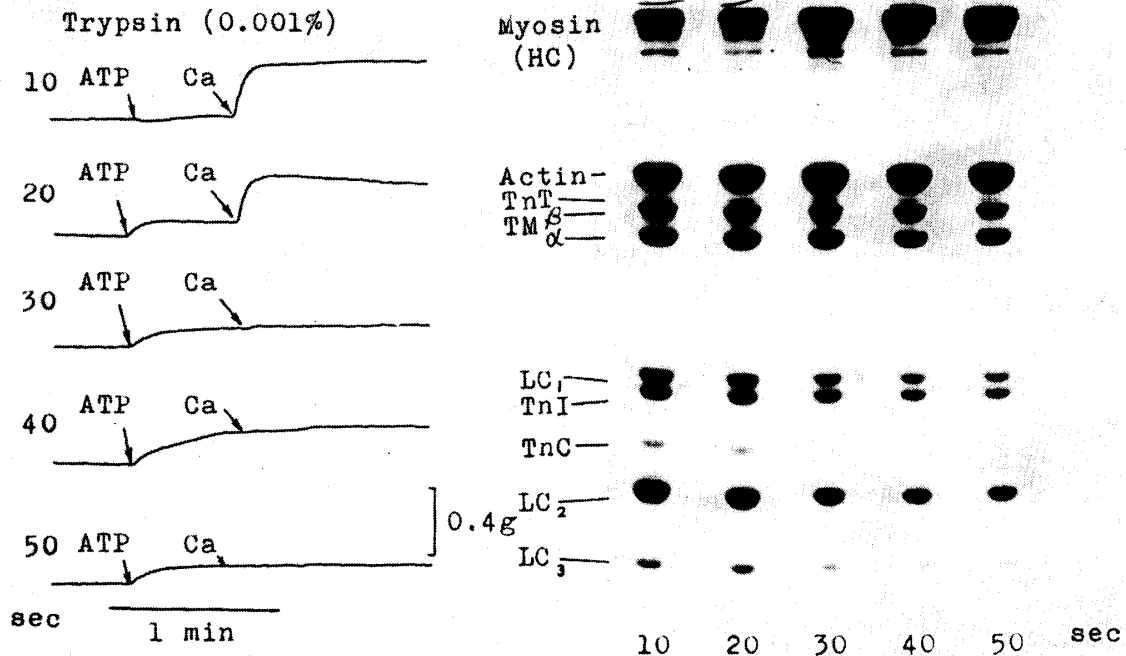 Trypsin (0.001%)
10 ATP Ca
20 ATP Ca
30 ATP Ca
40 ATP Ca
50 ATP Ca
sec
1 min
0.4g
Myosin
(HC)
Actin
TnT
TM β
α
LC₁
TnI
TnC
LC₂
LC₃
10 20 30 40 50 sec